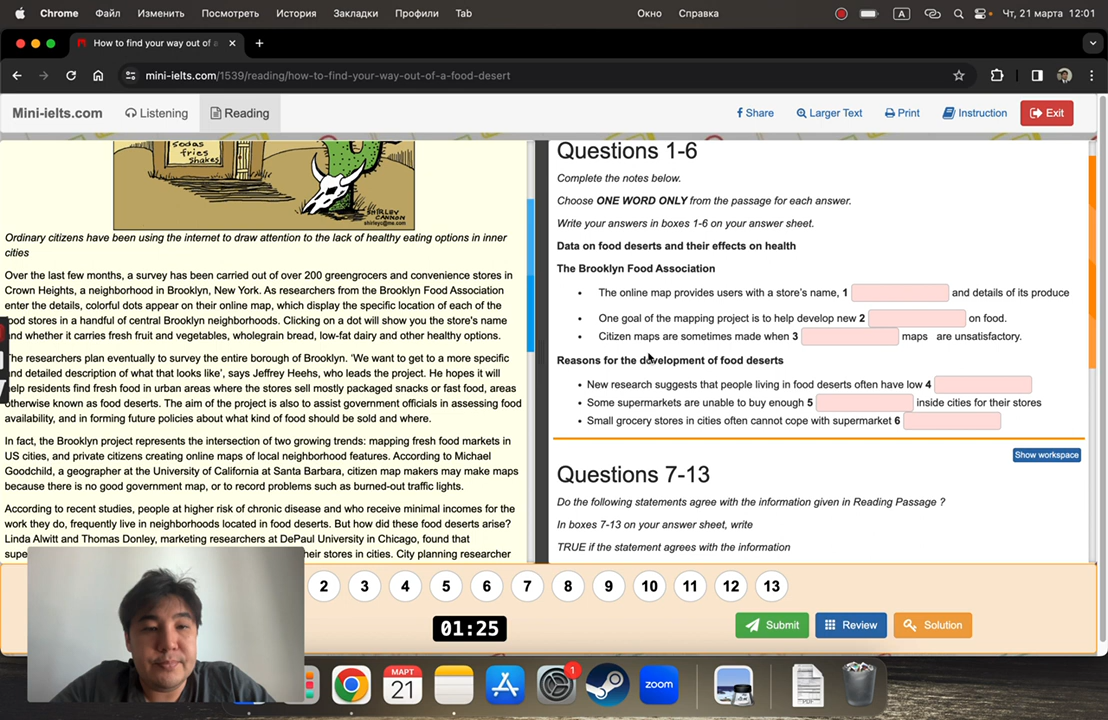 Chrome Файл Изменить Посмотреть История Закладки Профили Tab Окно Справка A Чт, 21 марта 12:01
How to find your way out of a
mini-ielts.com/1539/reading/how-to-find-your-way-out-of-a-food-desert
Mini-ielts.com Listening Reading Share Larger Text Print Instruction Exit
sodas
fries
shakes
SHIRLEY
CANNON
Ordinary citizens have been using the internet to draw attention to the lack of healthy eating options in inner
cities
Over the last few months, a survey has been carried out of over 200 greengrocers and convenience stores in
Crown Heights, a neighborhood in Brooklyn, New York. As researchers from the Brooklyn Food Association
enter the details, colorful dots appear on their online map, which display the specific location of each of the
food stores in a handful of central Brooklyn neighborhoods. Clicking on a dot will show you the store's name
and whether it carries fresh fruit and vegetables, wholegrain bread, low-fat dairy and other healthy options.
The researchers plan eventually to survey the entire borough of Brooklyn. 'We want to get to a more specific
and detailed description of what that looks like', says Jeffrey Heehs, who leads the project. He hopes it will
help residents find fresh food in urban areas where the stores sell mostly packaged snacks or fast food, areas
otherwise known as food deserts. The aim of the project is also to assist government officials in assessing food
availability, and in forming future policies about what kind of food should be sold and where.
In fact, the Brooklyn project represents the intersection of two growing trends: mapping fresh food markets in
US cities, and private citizens creating online maps of local neighborhood features. According to Michael
Goodchild, a geographer at the University of California at Santa Barbara, citizen map makers may make maps
because there is no good government map, or to record problems such as burned-out traffic lights.
According to recent studies, people at higher risk of chronic disease and who receive minimal incomes for the
work they do, frequently live in neighborhoods located in food deserts. But how did these food deserts arise?
Linda Alwitt and Thomas Donley, marketing researchers at DePaul University in Chicago, found that
supe heir stores in cities. City planning researcher
Questions 1-6
Complete the notes below.
Choose ONE WORD ONLY from the passage for each answer.
Write your answers in boxes 1-6 on your answer sheet.
Data on food deserts and their effects on health
The Brooklyn Food Association
• The online map provides users with a store's name, 1 and details of its produce
• One goal of the mapping project is to help develop new 2 on food.
• Citizen maps are sometimes made when 3 maps are unsatisfactory.
Reasons for the development of food deserts
• New research suggests that people living in food deserts often have low 4
• Some supermarkets are unable to buy enough 5 inside cities for their stores
• Small grocery stores in cities often cannot cope with supermarket 6
Show workspace
Questions 7-13
Do the following statements agree with the information given in Reading Passage ?
In boxes 7-13 on your answer sheet, write
TRUE if the statement agrees with the information
2 3 4 5 6 7 8 9 10 11 12 13
01:25
Submit Review Solution
МАРТ
21
1
zoom
PDF